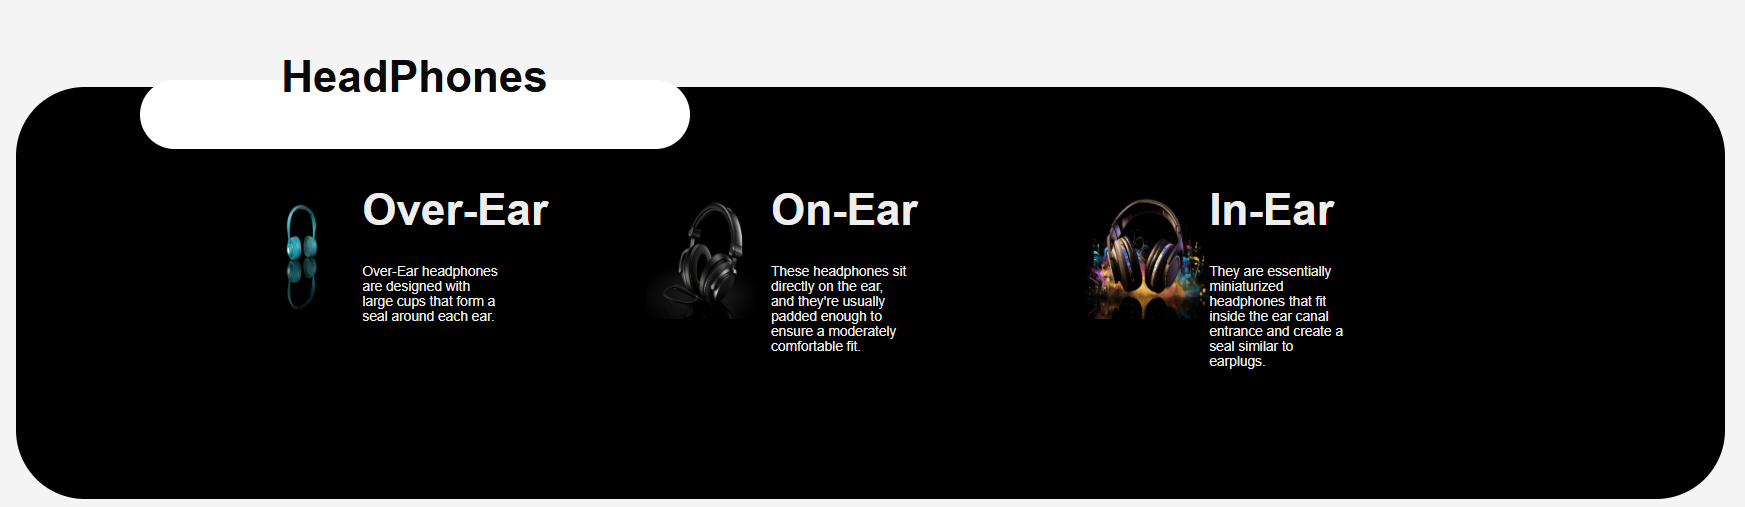 HeadPhones
Over-Ear
Over-Ear headphones
are designed with
large cups that form a
seal around each ear.
On-Ear
These headphones sit
directly on the ear,
and they're usually
padded enough to
ensure a moderately
comfortable fit.
In-Ear
They are essentially
miniaturized
headphones that fit
inside the ear canal
entrance and create a
seal similar to
earplugs.